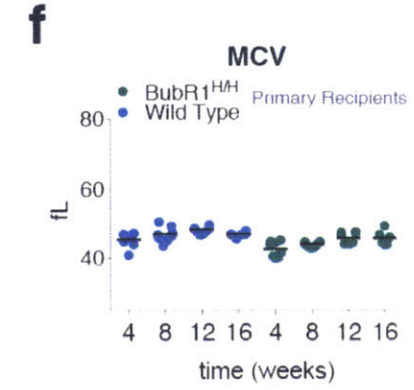 f
MCV
BubR1H/H
Primary Recipients
Wild Type
80
60
40
fL
4 8 12 16 4 8 12 16
time (weeks)